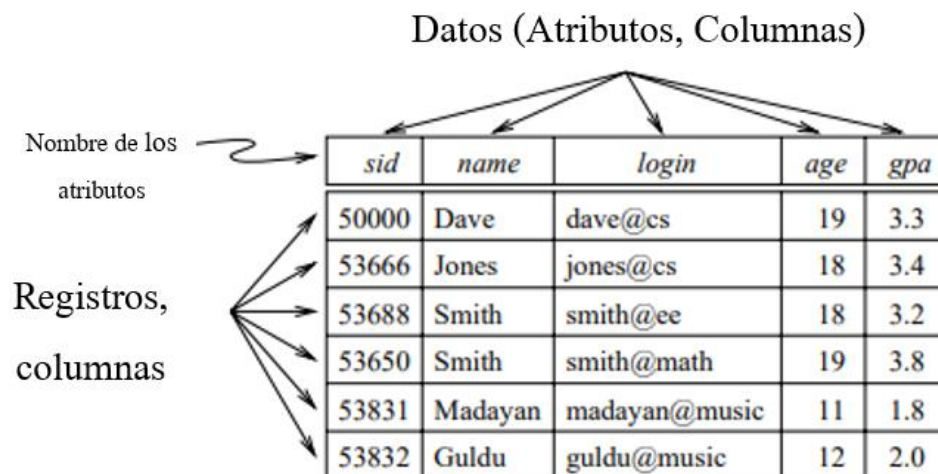 Datos (Atributos, Columnas)
Nombre de los
atributos
sid name login age gpa
50000 Dave dave@cs 19 3.3
53666 Jones jones@cs 18 3.4
53688 Smith smith@ee 18 3.2
53650 Smith smith@math 19 3.8
53831 Madayan madayan@music 11 1.8
53832 Guldu guldu@music 12 2.0
Registros,
columnas